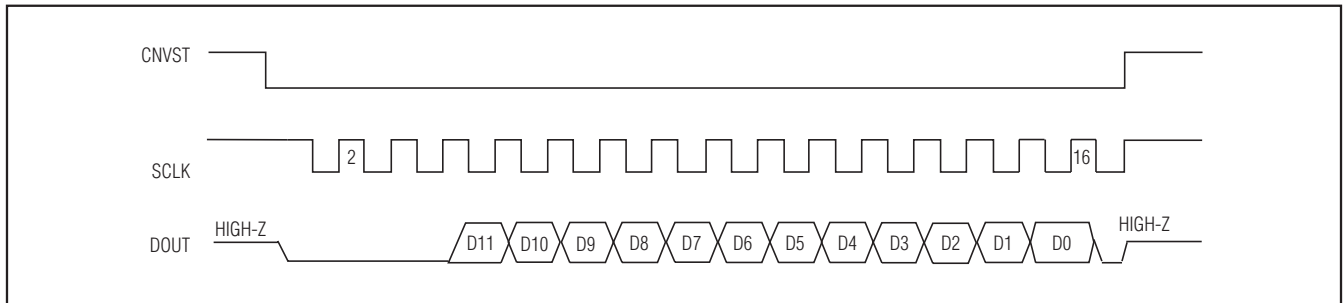 CNVST
SCLK 2 16
DOUT HIGH-Z D11 D10 D9 D8 D7 D6 D5 D4 D3 D2 D1 D0 HIGH-Z